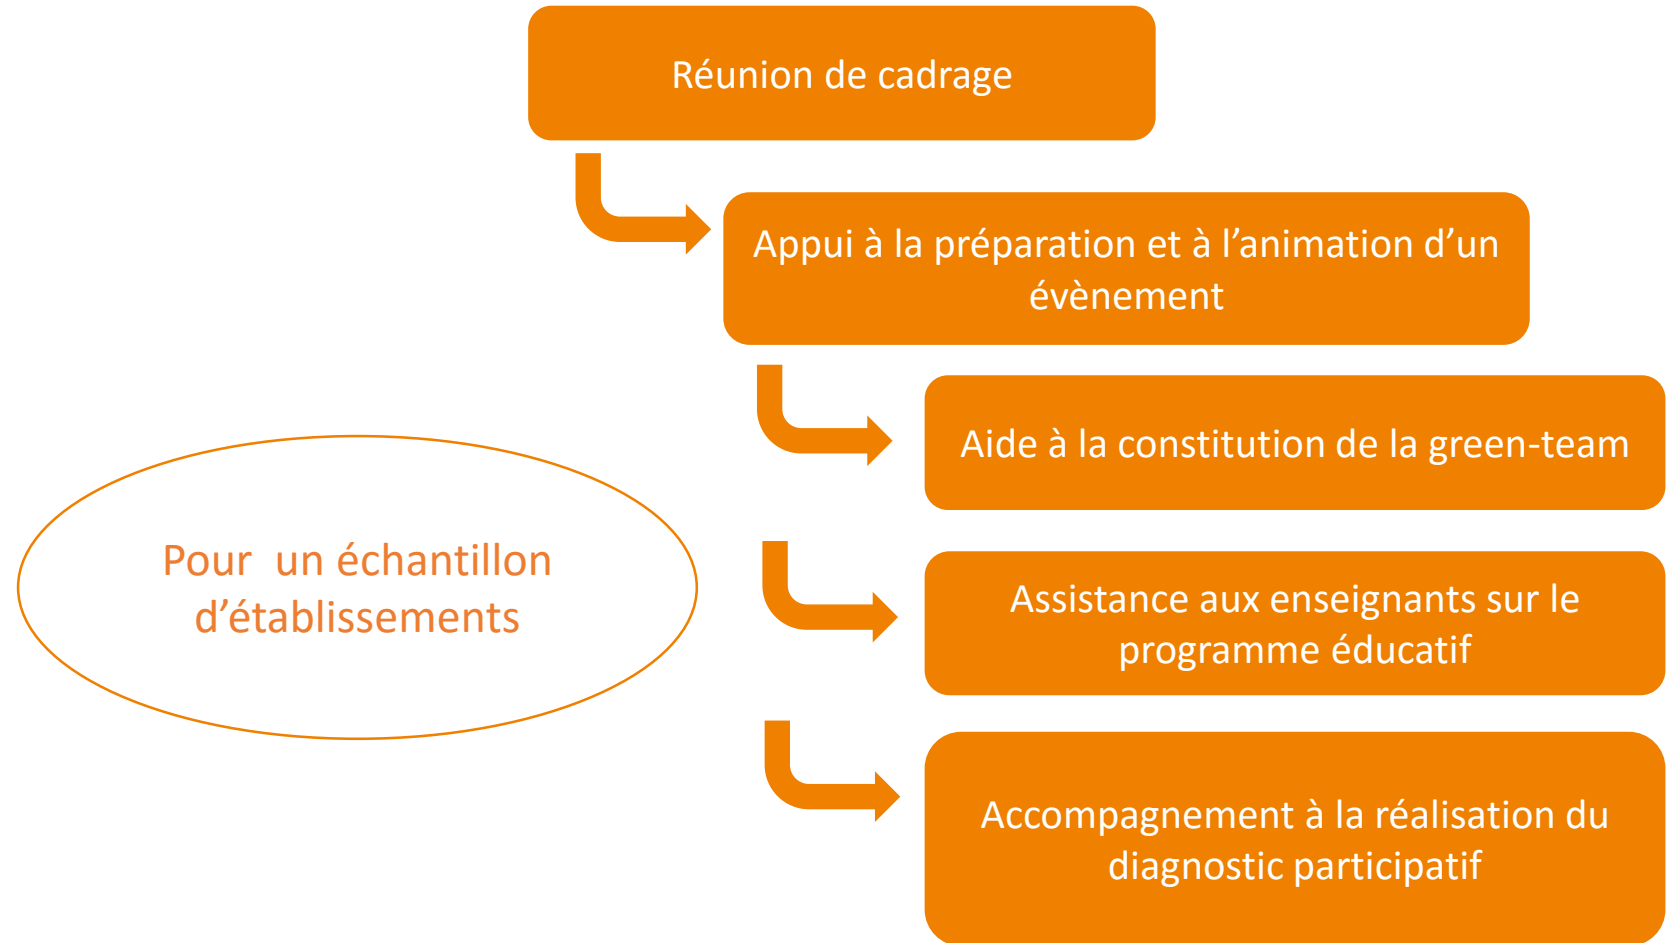 Réunion de cadrage
Appui à la préparation et à l’animation d’un
évènement
Aide à la constitution de la green-team
Pour  un échantillon
d’établissements
Assistance aux enseignants sur le
programme éducatif
Accompagnement à la réalisation du
diagnostic participatif